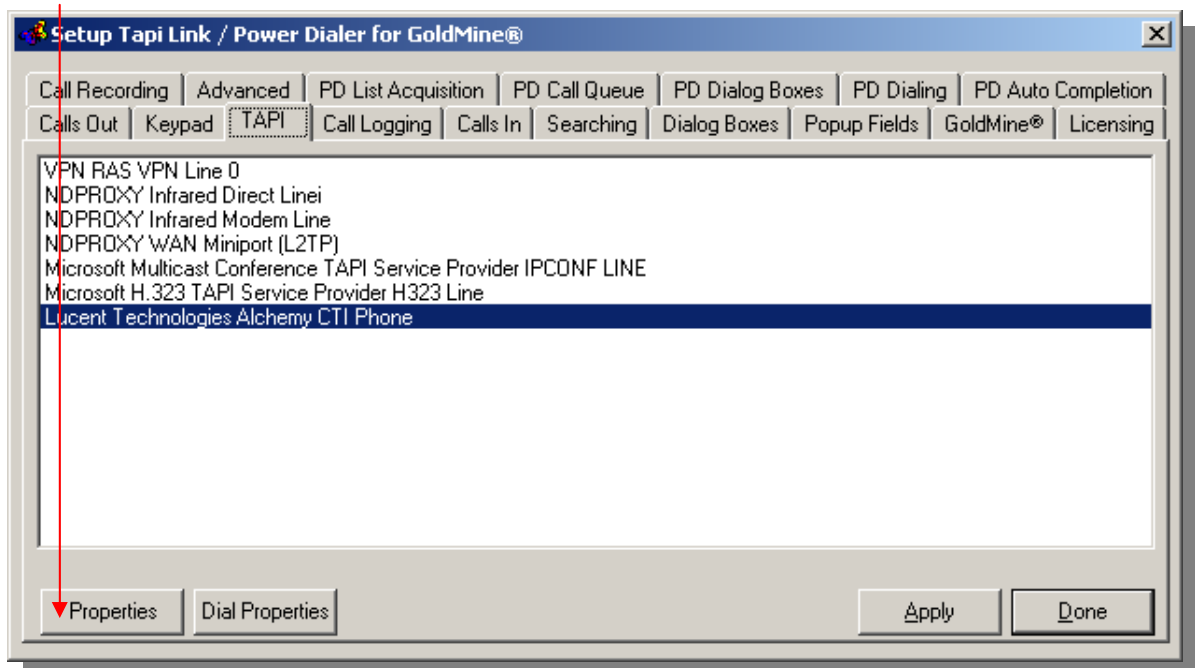 Setup Tapi Link / Power Dialer for GoldMine®
Call Recording Advanced PD List Acquisition PD Call Queue PD Dialog Boxes PD Dialing PD Auto Completion
Calls Out Keypad TAPI Call Logging Calls In Searching Dialog Boxes Popup Fields GoldMine® Licensing
VPN RAS VPN Line 0
NDPROXY Infrared Direct Linei
NDPROXY Infrared Modem Line
NDPROXY WAN Miniport (L2TP)
Microsoft Multicast Conference TAPI Service Provider IPCONF LINE
Microsoft H.323 TAPI Service Provider H323 Line
Lucent Technologies Alchemy CTI Phone
Properties Dial Properties Apply Done